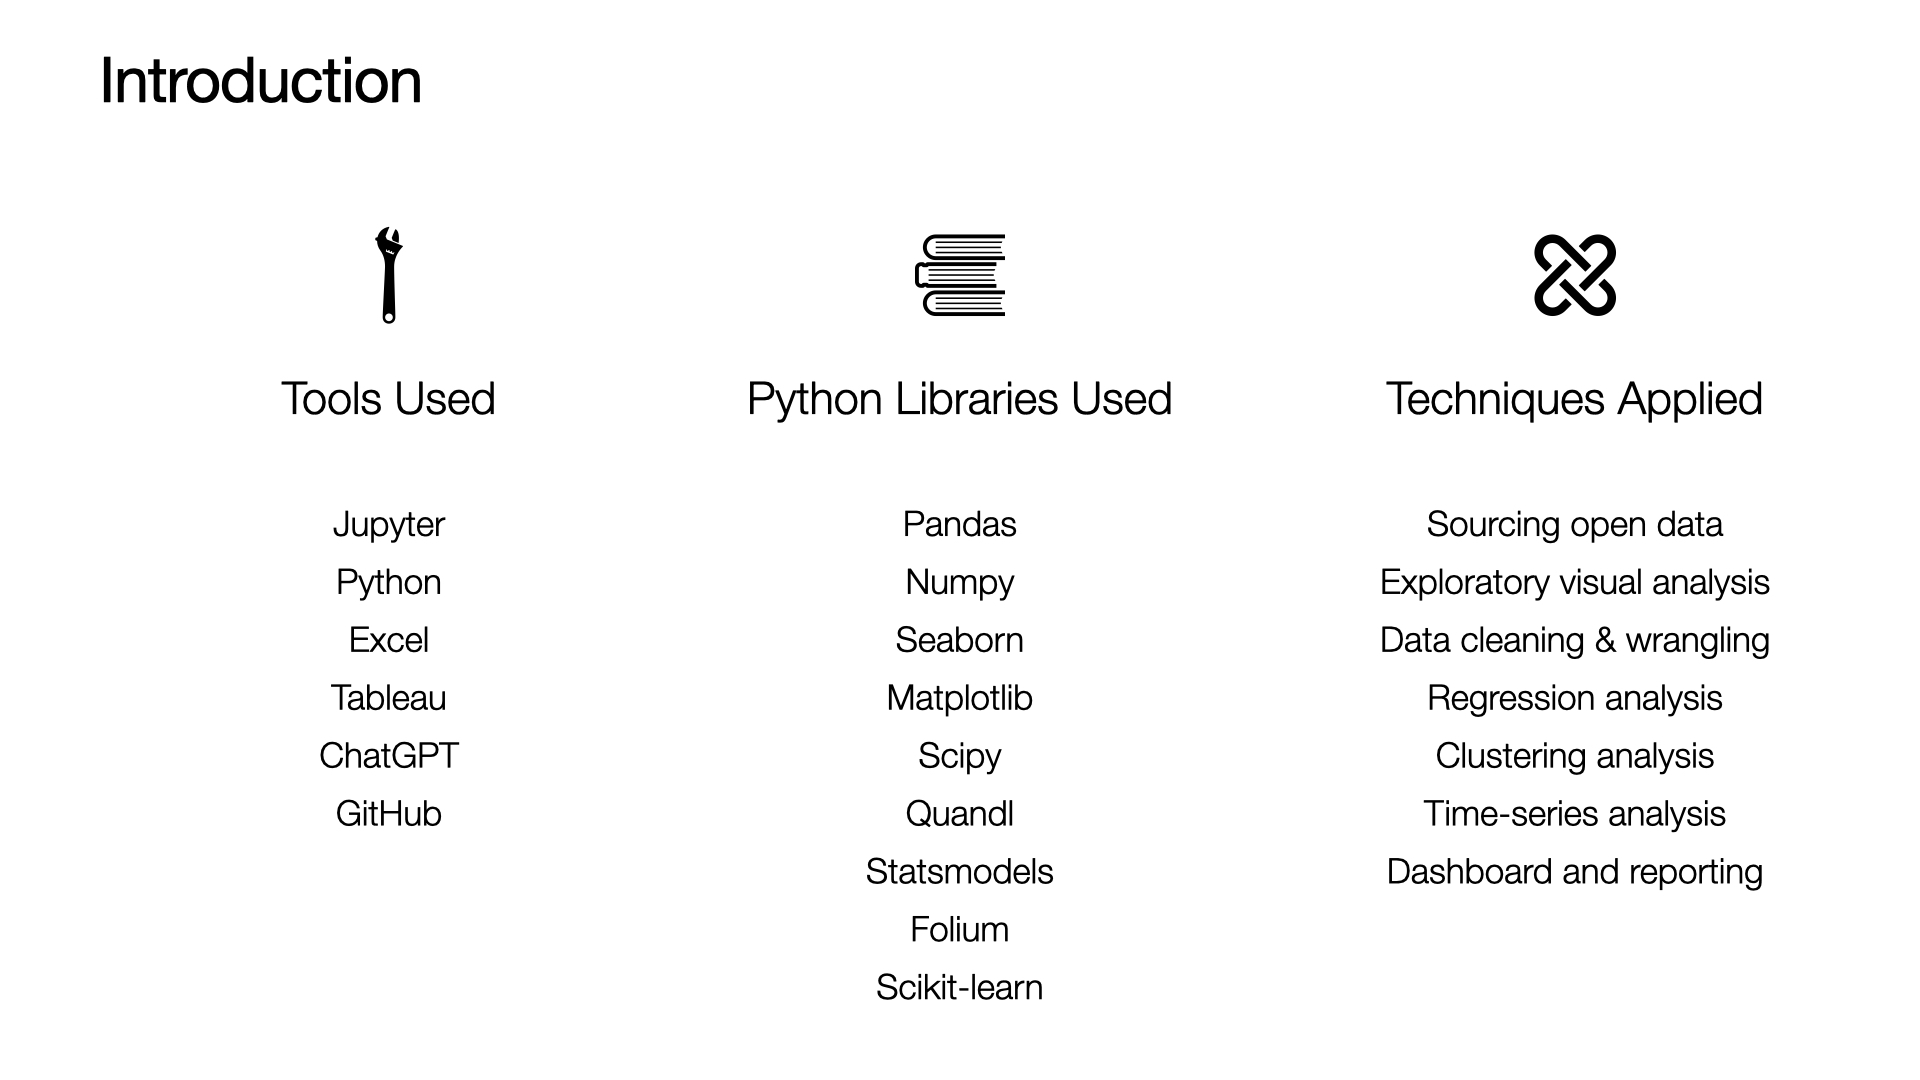 Introduction
Tools Used
Jupyter
Python
Excel
Tableau
ChatGPT
GitHub
Python Libraries Used
Pandas
Numpy
Seaborn
Matplotlib
Scipy
Quandl
Statsmodels
Folium
Scikit-learn
Techniques Applied
Sourcing open data
Exploratory visual analysis
Data cleaning & wrangling
Regression analysis
Clustering analysis
Time-series analysis
Dashboard and reporting